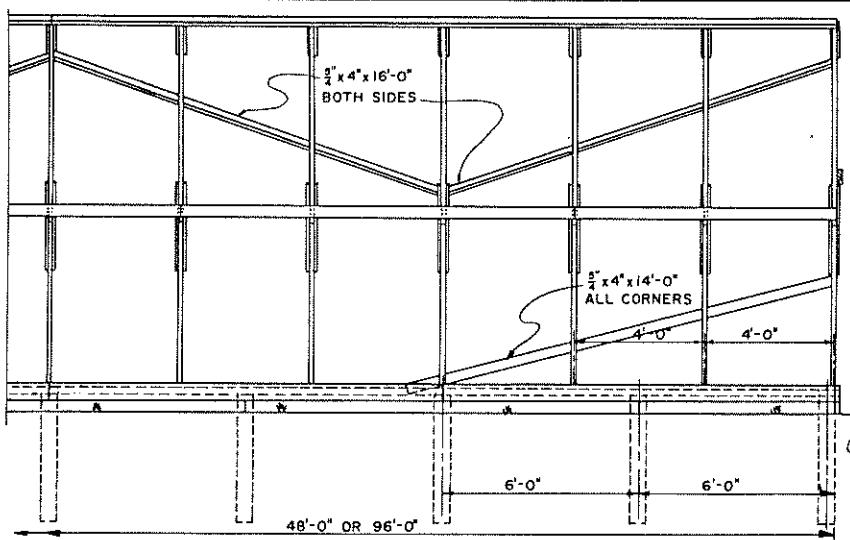 5/4" x 4" x 16'-0"
BOTH SIDES
5/4" x 4" x 14'-0"
ALL CORNERS
4'-0" 4'-0"
6'-0" 6'-0"
48'-0" OR 96'-0"